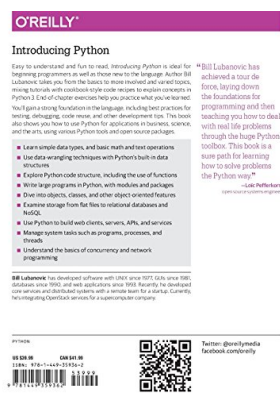 O'REILLY®
Introducing Python
Easy to understand and fun to read, Introducing Python is ideal for
beginning programmers as well as those new to the language. Author Bill
Lubanovic takes you from the basics to more involved and varied topics,
mixing tutorials with cookbook-style code recipes to explain concepts in
Python 3. End-of-chapter exercises help you practice what you've learned.
You'll gain a strong foundation in the language, including best practices for
testing, debugging, code reuse, and other development tips. This book
also shows you how to use Python for applications in business, science,
and the arts, using various Python tools and open source packages.
■ Learn simple data types, and basic math and text operations
■ Use data-wrangling techniques with Python's built-in data
structures
■ Explore Python code structure, including the use of functions
■ Write large programs in Python, with modules and packages
■ Dive into objects, classes, and other object-oriented features
■ Examine storage from flat files to relational databases and
NoSQL
■ Use Python to build web clients, servers, APIs, and services
■ Manage system tasks such as programs, processes, and
threads
■ Understand the basics of concurrency and network
programming
Bill Lubanovic has developed software with UNIX since 1977, GUIs since 1981,
databases since 1990, and web applications since 1993. Recently, he developed
core services and distributed systems with a remote team for a startup. Currently,
he's integrating OpenStack services for a supercomputer company.
“Bill Lubanovic has
achieved a tour de
force, laying down
the foundations for
programming and then
teaching you how to deal
with real life problems
through the huge Python
toolbox. This book is a
sure path for learning
how to solve problems
the Python way.”
—Loïc Pefferkorn
open source systems engineer
PYTHON
US $39.99 CAN $41.99
ISBN: 978-1-449-35936-2
53999
9 781449 359362
Twitter: @oreillymedia
facebook.com/oreilly